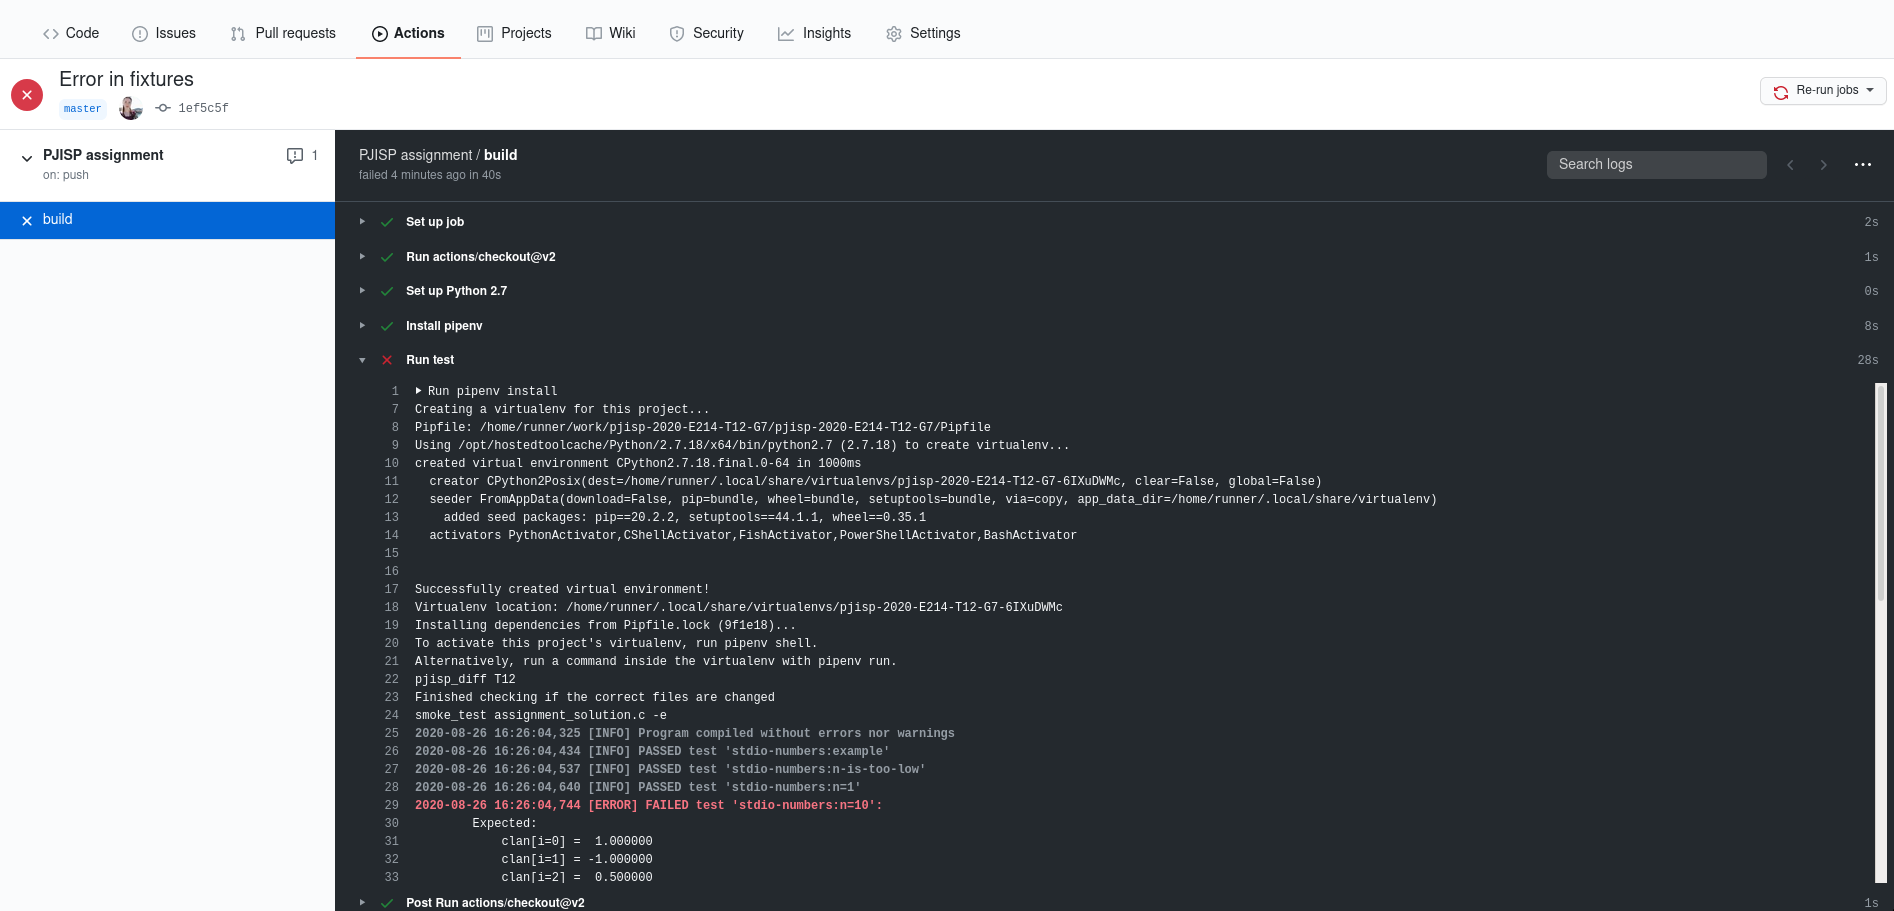 Code Issues Pull requests Actions Projects Wiki Security Insights Settings
Error in fixtures
master 1ef5c5f
Re-run jobs
PJISP assignment 1
on: push
build
PJISP assignment / build
failed 4 minutes ago in 40s
Search logs
Set up job 2s
Run actions/checkout@v2 1s
Set up Python 2.7 0s
Install pipenv 8s
Run test 28s
1 Run pipenv install
7 Creating a virtualenv for this project...
8 Pipfile: /home/runner/work/pjisp-2020-E214-T12-G7/pjisp-2020-E214-T12-G7/Pipfile
9 Using /opt/hostedtoolcache/Python/2.7.18/x64/bin/python2.7 (2.7.18) to create virtualenv...
10 created virtual environment CPython2.7.18.final.0-64 in 1000ms
11   creator CPython2Posix(dest=/home/runner/.local/share/virtualenvs/pjisp-2020-E214-T12-G7-6IXuDWMc, clear=False, global=False)
12   seeder FromAppData(download=False, pip=bundle, wheel=bundle, setuptools=bundle, via=copy, app_data_dir=/home/runner/.local/share/virtualenv)
13     added seed packages: pip==20.2.2, setuptools==44.1.1, wheel==0.35.1
14   activators PythonActivator,CShellActivator,FishActivator,PowerShellActivator,BashActivator
15
16
17 Successfully created virtual environment!
18 Virtualenv location: /home/runner/.local/share/virtualenvs/pjisp-2020-E214-T12-G7-6IXuDWMc
19 Installing dependencies from Pipfile.lock (9f1e18)...
20 To activate this project's virtualenv, run pipenv shell.
21 Alternatively, run a command inside the virtualenv with pipenv run.
22 pjisp_diff T12
23 Finished checking if the correct files are changed
24 smoke_test assignment_solution.c -e
25 2020-08-26 16:26:04,325 [INFO] Program compiled without errors nor warnings
26 2020-08-26 16:26:04,434 [INFO] PASSED test 'stdio-numbers:example'
27 2020-08-26 16:26:04,537 [INFO] PASSED test 'stdio-numbers:n-is-too-low'
28 2020-08-26 16:26:04,640 [INFO] PASSED test 'stdio-numbers:n=1'
29 2020-08-26 16:26:04,744 [ERROR] FAILED test 'stdio-numbers:n=10':
30         Expected:
31             clan[i=0] =  1.000000
32             clan[i=1] = -1.000000
33             clan[i=2] =  0.500000
Post Run actions/checkout@v2 1s